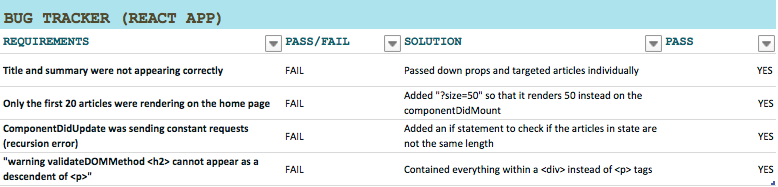 BUG TRACKER (REACT APP)
REQUIREMENTS PASS/FAIL SOLUTION PASS
Title and summary were not appearing correctly FAIL Passed down props and targeted articles individually YES
Only the first 20 articles were rendering on the home page FAIL Added "?size=50" so that it renders 50 instead on the componentDidMount YES
ComponentDidUpdate was sending constant requests (recursion error) FAIL Added an if statement to check if the articles in state are not the same length YES
"warning validateDOMMethod <h2> cannot appear as a descendent of <p>" FAIL Contained everything within a <div> instead of <p> tags YES